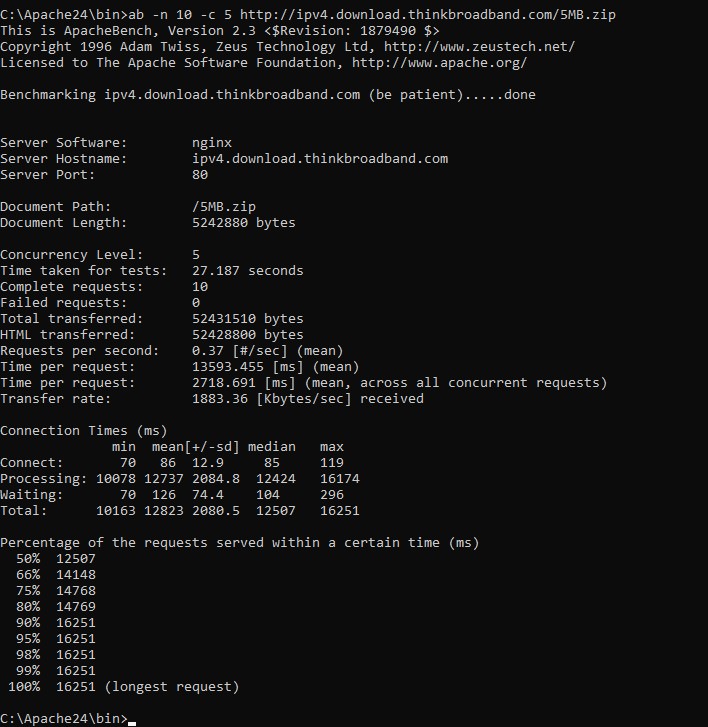 C:\Apache24\bin>ab -n 10 -c 5 http://ipv4.download.thinkbroadband.com/5MB.zip
This is ApacheBench, Version 2.3 <$Revision: 1879490 $>
Copyright 1996 Adam Twiss, Zeus Technology Ltd, http://www.zeustech.net/
Licensed to The Apache Software Foundation, http://www.apache.org/

Benchmarking ipv4.download.thinkbroadband.com (be patient).....done


Server Software:        nginx
Server Hostname:        ipv4.download.thinkbroadband.com
Server Port:            80

Document Path:          /5MB.zip
Document Length:        5242880 bytes

Concurrency Level:      5
Time taken for tests:   27.187 seconds
Complete requests:      10
Failed requests:        0
Total transferred:      52431510 bytes
HTML transferred:       52428800 bytes
Requests per second:    0.37 [#/sec] (mean)
Time per request:       13593.455 [ms] (mean)
Time per request:       2718.691 [ms] (mean, across all concurrent requests)
Transfer rate:          1883.36 [Kbytes/sec] received

Connection Times (ms)
              min  mean[+/-sd] median   max
Connect:       70   86  12.9     85     119
Processing: 10078 12737 2084.8  12424   16174
Waiting:       70  126  74.4    104     296
Total:      10163 12823 2080.5  12507   16251

Percentage of the requests served within a certain time (ms)
  50%  12507
  66%  14148
  75%  14768
  80%  14769
  90%  16251
  95%  16251
  98%  16251
  99%  16251
 100%  16251 (longest request)

C:\Apache24\bin>